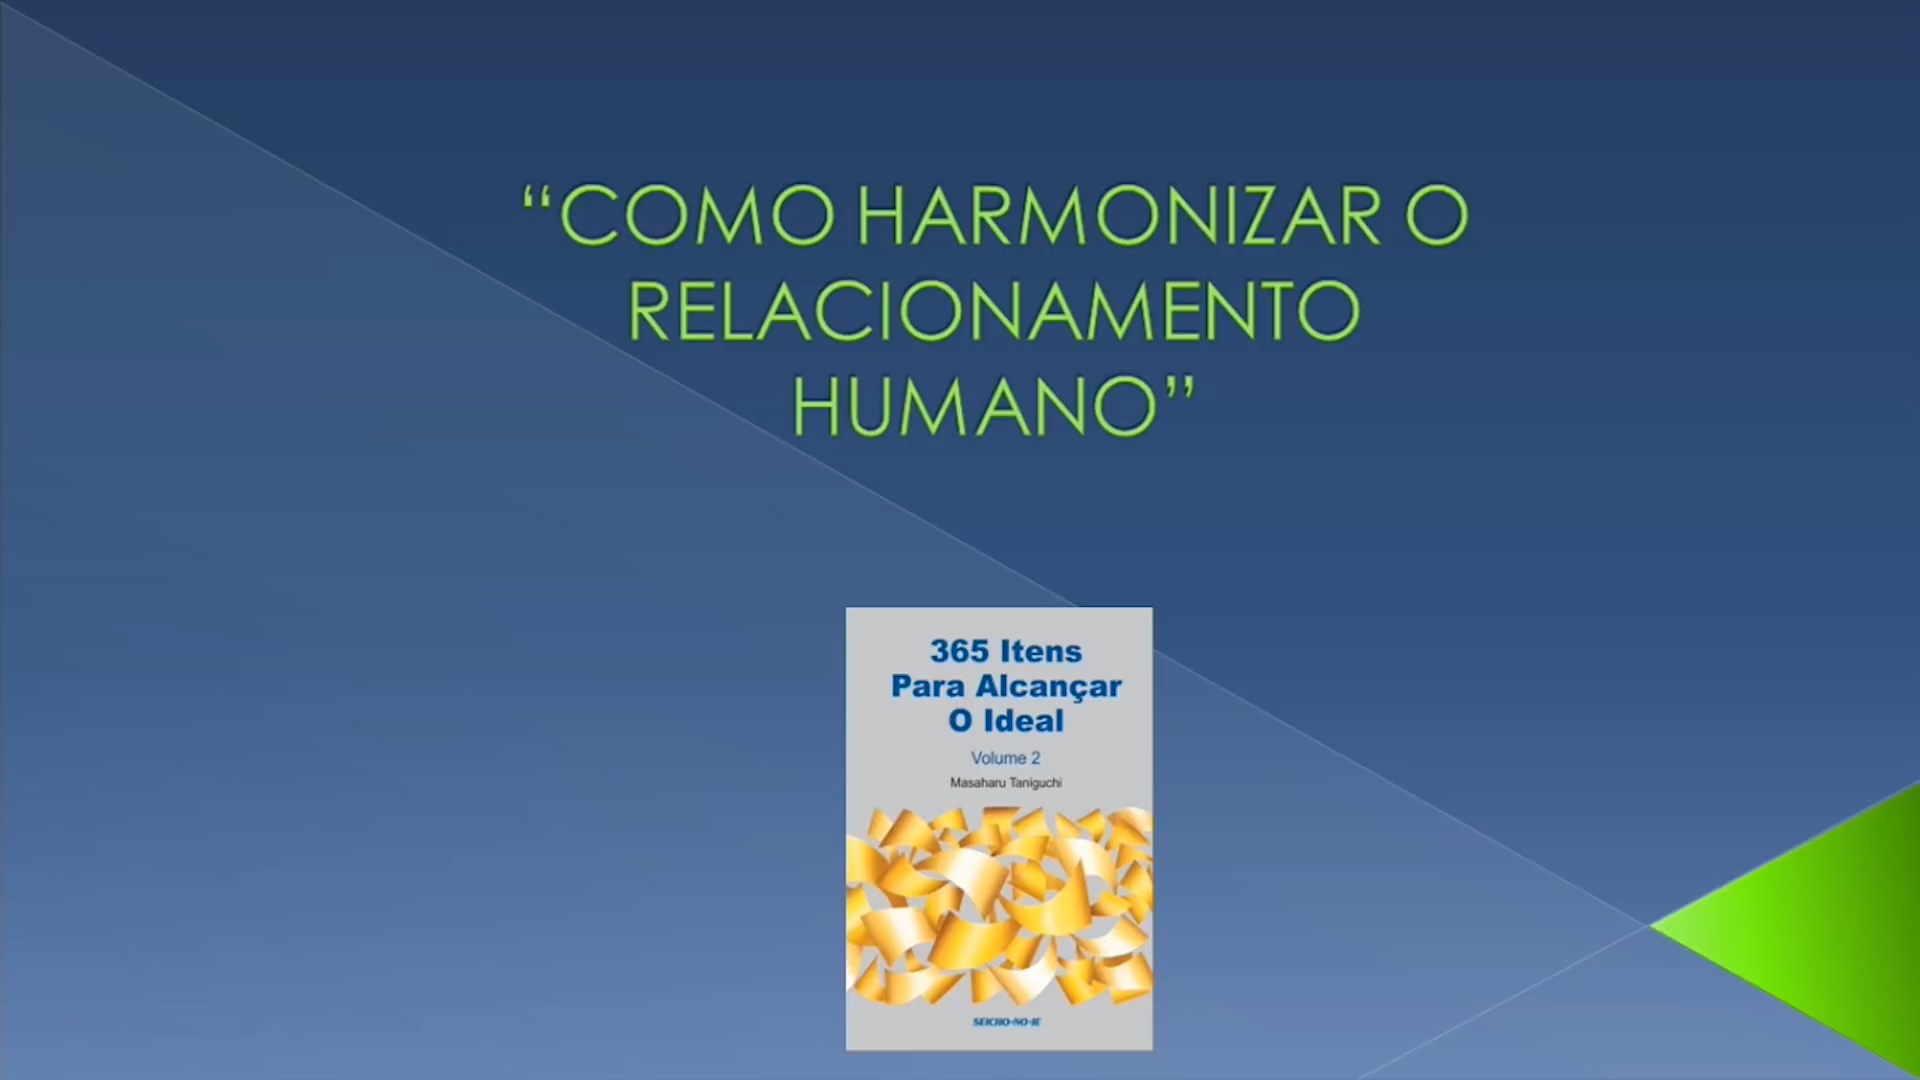 “COMO HARMONIZAR O
RELACIONAMENTO
HUMANO”
365 Itens
Para Alcançar
O Ideal
Volume 2
Masaharu Taniguchi
SEICHO-NO-IE